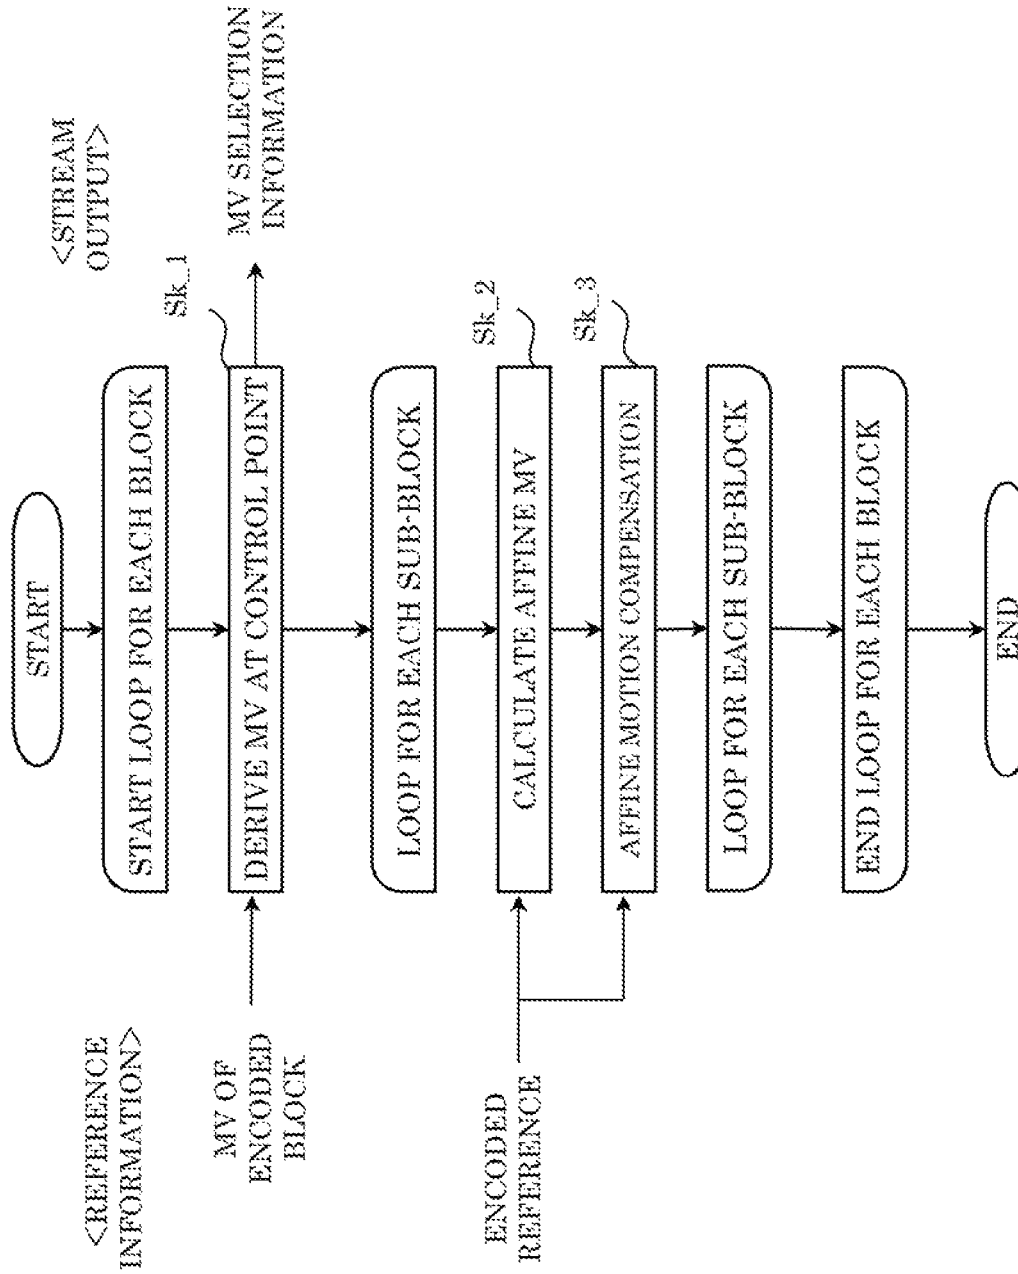 START
<REFERENCE
INFORMATION>
<STREAM
OUTPUT>
START LOOP FOR EACH BLOCK
Sk_1
MV OF
ENCODED
BLOCK
DERIVE MV AT CONTROL POINT
MV SELECTION
INFORMATION
LOOP FOR EACH SUB-BLOCK
Sk_2
ENCODED
REFERENCE
CALCULATE AFFINE MV
Sk_3
AFFINE MOTION COMPENSATION
LOOP FOR EACH SUB-BLOCK
END LOOP FOR EACH BLOCK
END